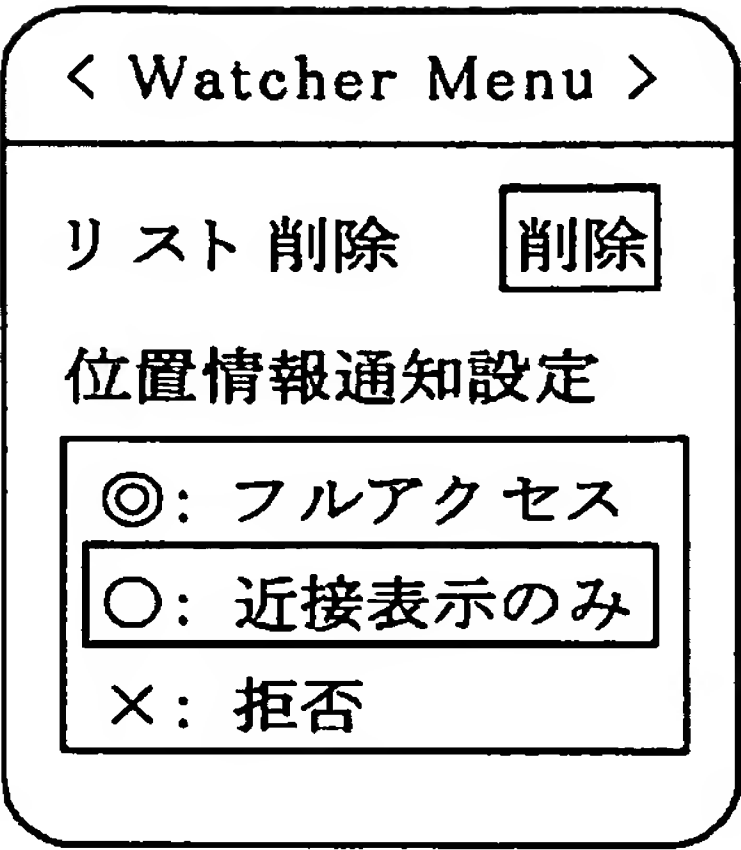 < Watcher Menu >
リスト削除 削除
位置情報通知設定
◎: フルアクセス
○: 近接表示のみ
×: 拒否